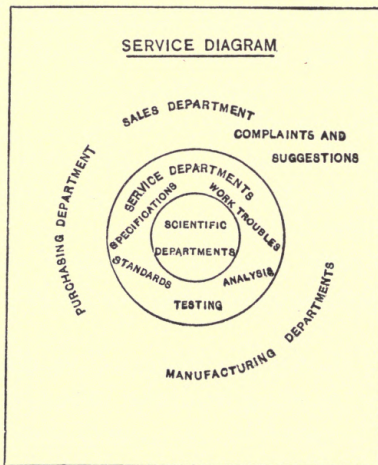 SERVICE DIAGRAM
SALES DEPARTMENT
COMPLAINTS AND
SUGGESTIONS
PURCHASING DEPARTMENT
SERVICE DEPARTMENTS
SPECIFICATIONS
WORK TROUBLES
SCIENTIFIC
DEPARTMENTS
STANDARDS
ANALYSIS
TESTING
MANUFACTURING DEPARTMENTS